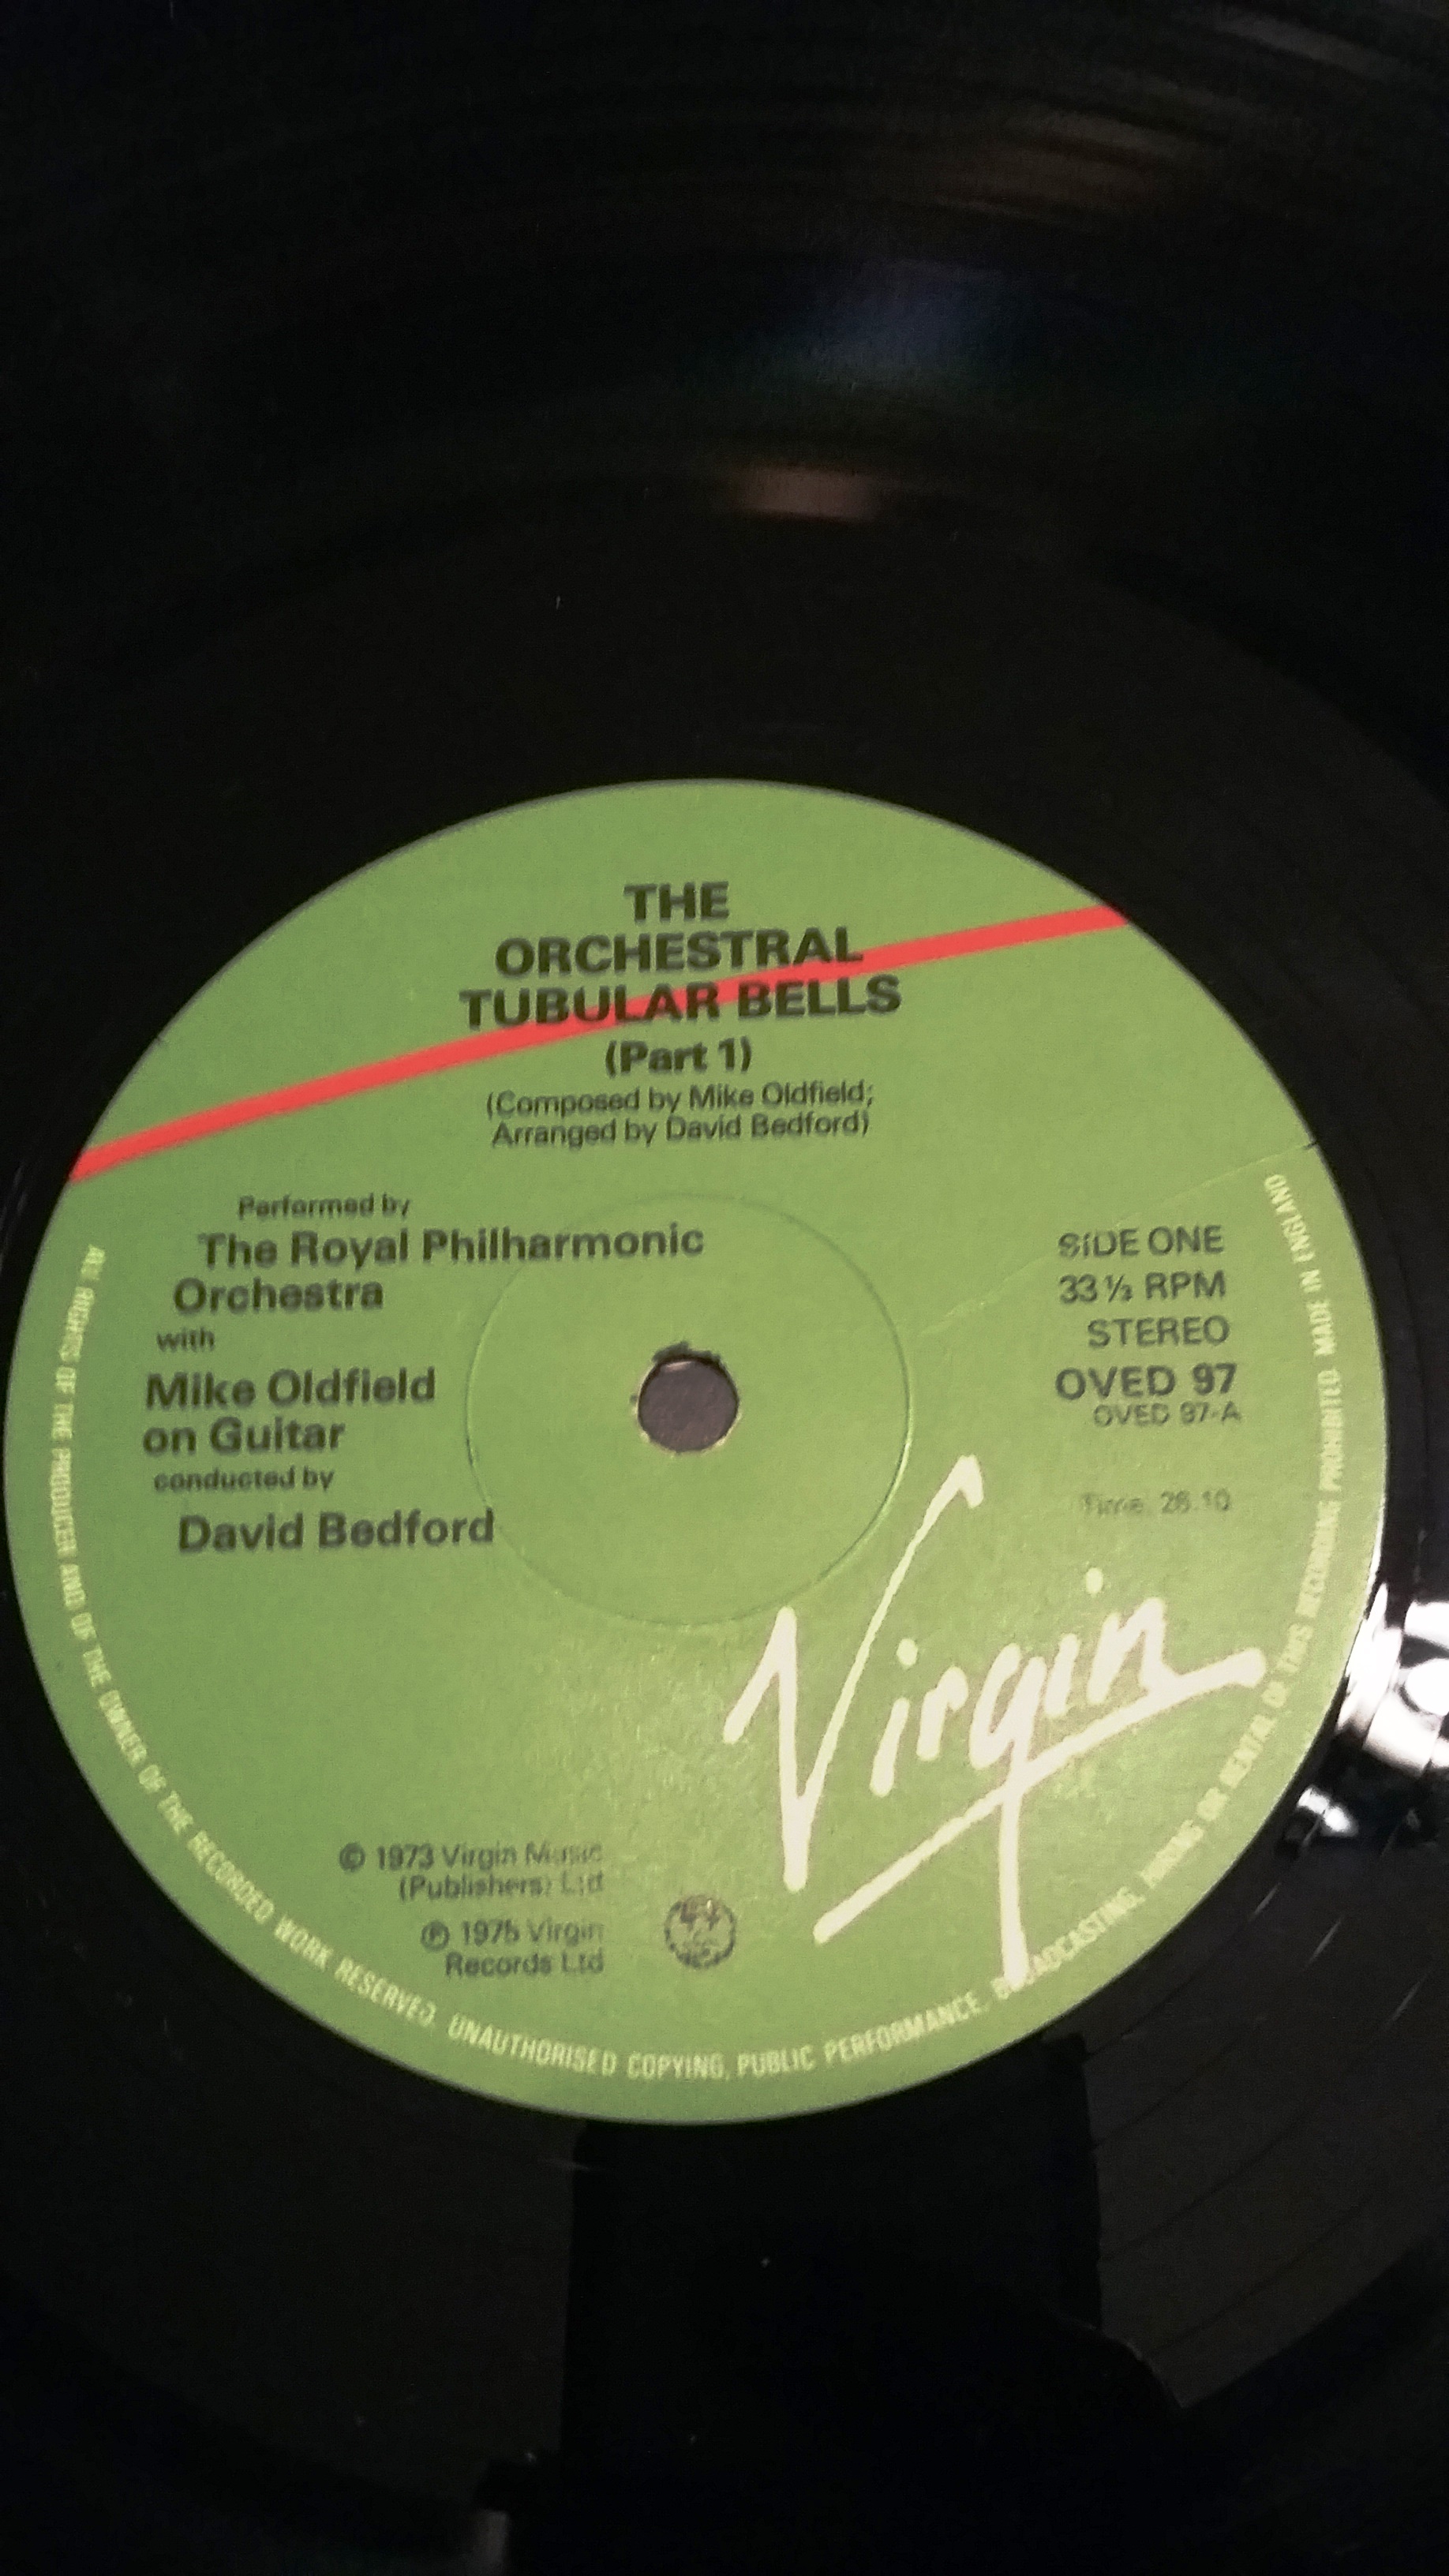 THE
ORCHESTRAL
TUBULAR BELLS
(Part 1)
(Composed by Mike Oldfield;
Arranged by David Bedford)
Performed by
The Royal Philharmonic
Orchestra
with
Mike Oldfield
on Guitar
conducted by
David Bedford
SIDE ONE
33⅓ RPM
STEREO
OVED 97
OVED 97-A
Time: 26.10
Virgin
© 1973 Virgin Music
(Publishers) Ltd
℗ 1975 Virgin
Records Ltd
ALL RIGHTS OF THE PRODUCER AND OF THE OWNER OF THE RECORDED WORK RESERVED. UNAUTHORISED COPYING, PUBLIC PERFORMANCE, BROADCASTING, HIRING OR RENTAL OF THIS RECORDING PROHIBITED. MADE IN ENGLAND